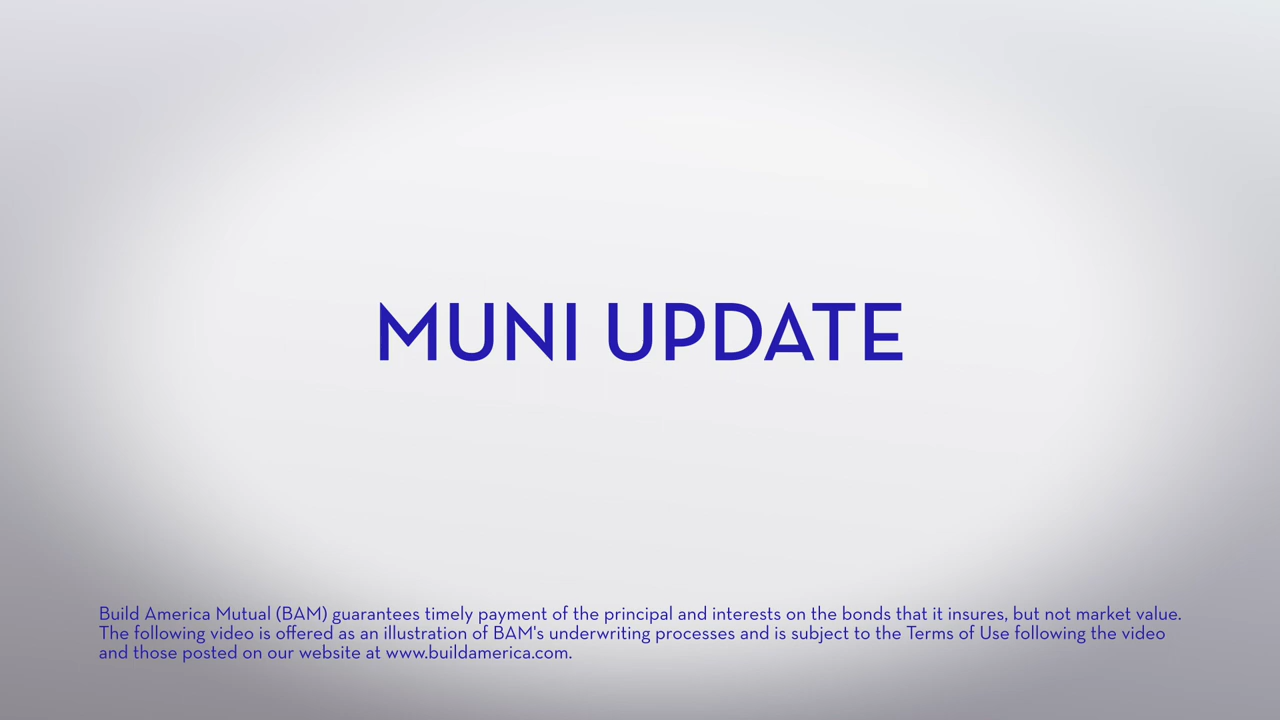 MUNI UPDATE
Build America Mutual (BAM) guarantees timely payment of the principal and interests on the bonds that it insures, but not market value.
The following video is offered as an illustration of BAM's underwriting processes and is subject to the Terms of Use following the video
and those posted on our website at www.buildamerica.com.